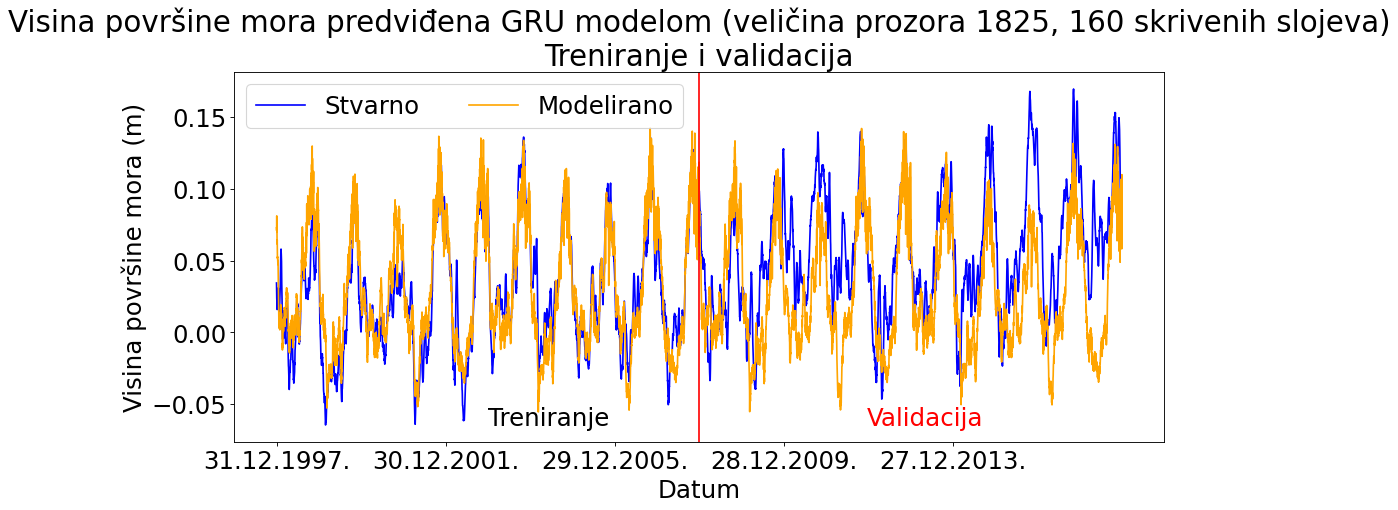 Visina površine mora predviđena GRU modelom (veličina prozora 1825, 160 skrivenih slojeva)
Treniranje i validacija
Stvarno Modelirano
Visina površine mora (m)
0.15
0.10
0.05
0.00
−0.05
Treniranje Validacija
31.12.1997. 30.12.2001. 29.12.2005. 28.12.2009. 27.12.2013.
Datum